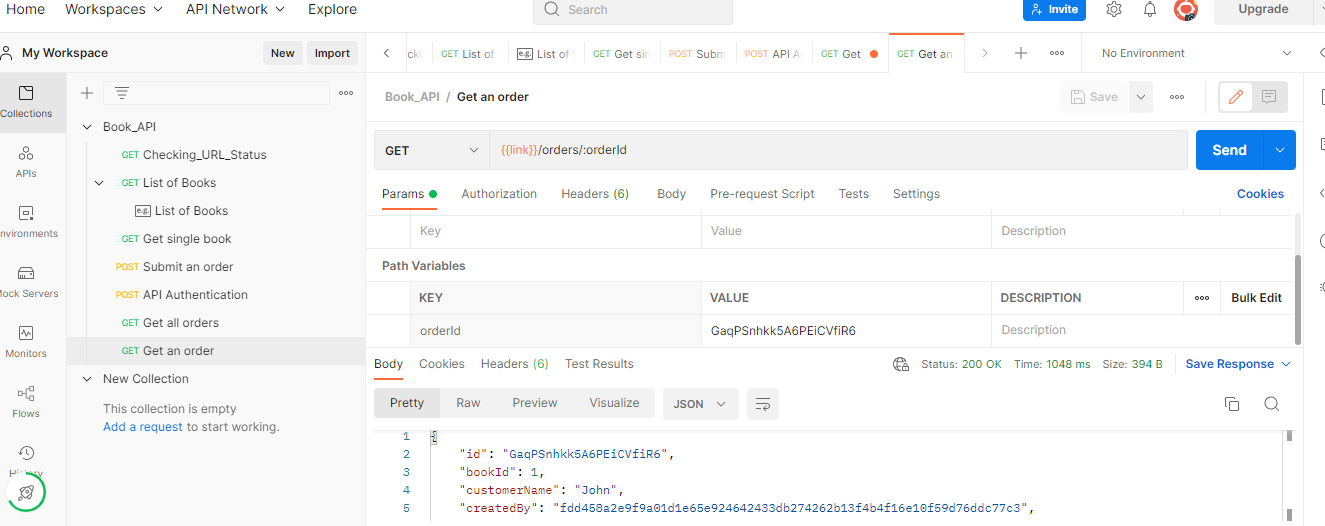 Home Workspaces API Network Explore Search Invite Upgrade
My Workspace New Import GET List of e.g. List of GET Get sin POST Subm POST API A GET Get GET Get an No Environment
Collections
Book_API / Get an order Save
Book_API
GET {{link}}/orders/:orderId Send
GET Checking_URL_Status
APIs
GET List of Books
Params Authorization Headers (6) Body Pre-request Script Tests Settings Cookies
e.g. List of Books
Key Value Description
GET Get single book
POST Submit an order
Path Variables
POST API Authentication
KEY VALUE DESCRIPTION Bulk Edit
GET Get all orders
orderId GaqPSnhkk5A6PEiCVfiR6 Description
Monitors
GET Get an order
Body Cookies Headers (6) Test Results Status: 200 OK Time: 1048 ms Size: 394 B Save Response
New Collection
Flows
This collection is empty
Add a request to start working.
Pretty Raw Preview Visualize JSON
1 {
2 "id": "GaqPSnhkk5A6PEiCVfiR6",
3 "bookId": 1,
4 "customerName": "John",
5 "createdBy": "fdd458a2e9f9a01d1e65e924642433db274262b13f4b4f16e10f59d76ddc77c3",